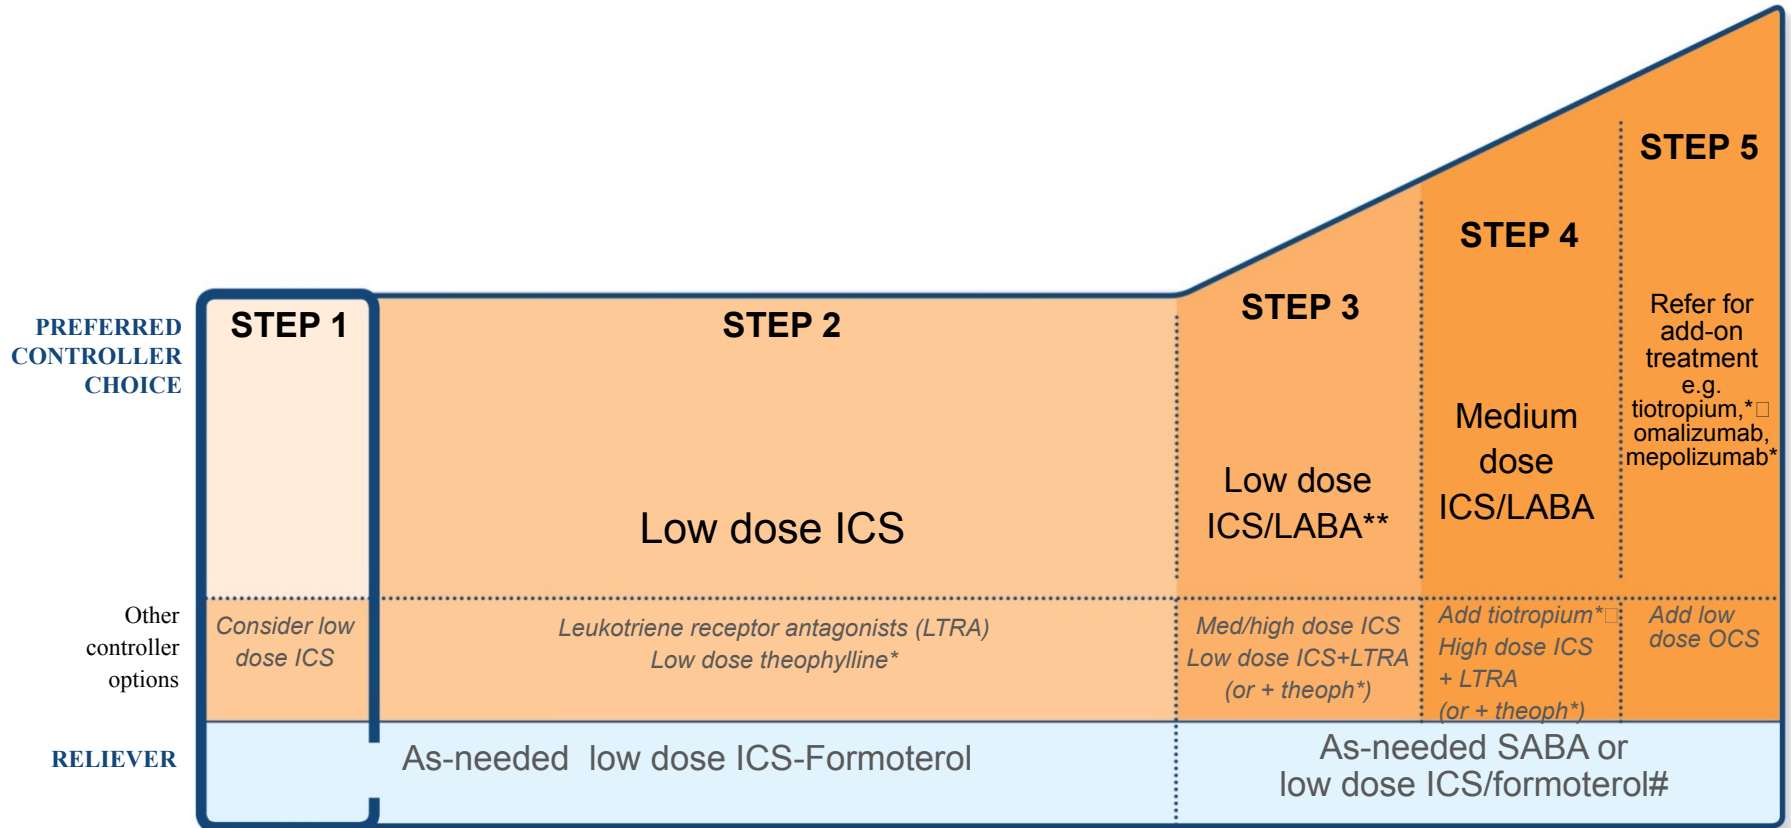 PREFERRED
CONTROLLER
CHOICE
STEP 1
STEP 2
Low dose ICS
STEP 3
Low dose
ICS/LABA**
STEP 4
Medium
dose
ICS/LABA
STEP 5
Refer for
add-on
treatment
e.g.
tiotropium,*□
omalizumab,
mepolizumab*
Other
controller
options
Consider low
dose ICS
Leukotriene receptor antagonists (LTRA)
Low dose theophylline*
Med/high dose ICS
Low dose ICS+LTRA
(or + theoph*)
Add tiotropium*□
High dose ICS
+ LTRA
(or + theoph*)
Add low
dose OCS
RELIEVER
As-needed low dose ICS-Formoterol
As-needed SABA or
low dose ICS/formoterol#